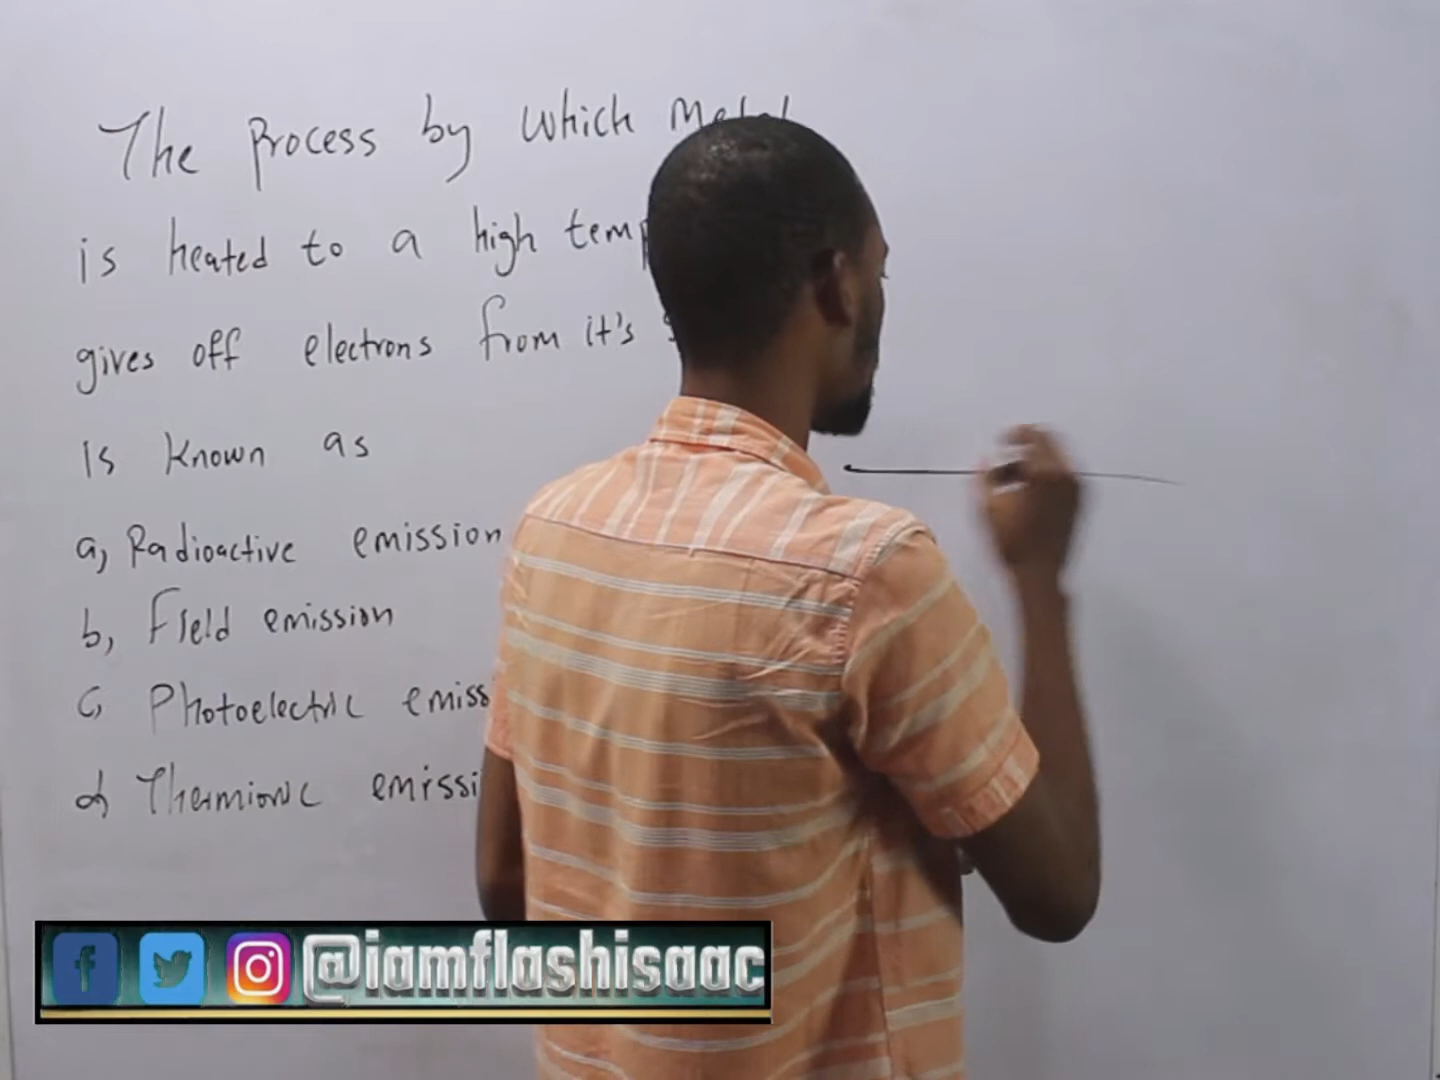 The Process by which Metal
is heated to a high
gives off electrons from it's
is known as
a, Radioactive emission
b, Field emission
c, Photoelectric
d, Thermionic
@iamflashisaac